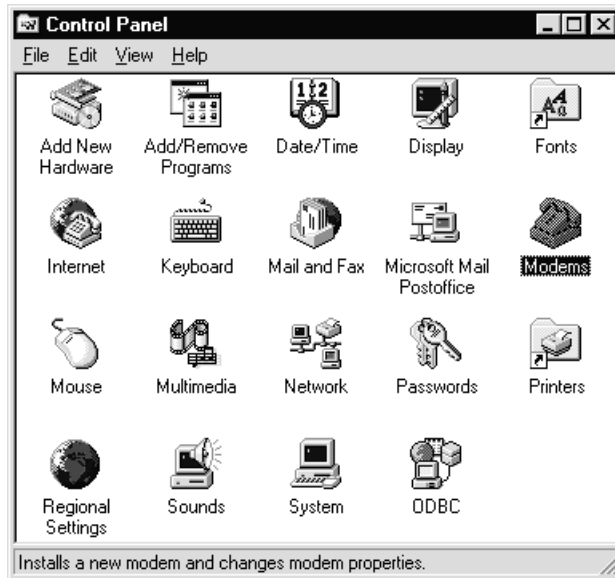 Control Panel
File Edit View Help
Add New Hardware
Add/Remove Programs
Date/Time
Display
Fonts
Internet
Keyboard
Mail and Fax
Microsoft Mail Postoffice
Modems
Mouse
Multimedia
Network
Passwords
Printers
Regional Settings
Sounds
System
ODBC
Installs a new modem and changes modem properties.